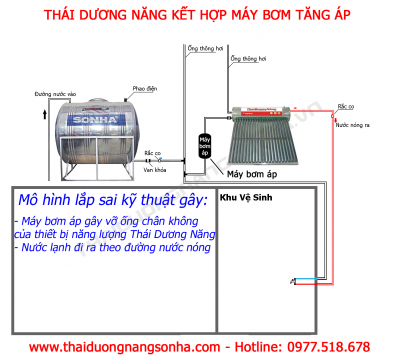 THÁI DƯƠNG NĂNG KẾT HỢP MÁY BƠM TĂNG ÁP
Ống thông hơi
Ống thông hơi
Đường nước vào
Phao điện
SONHA
Rắc co
Nước nóng ra
Rắc co
Van khóa
Máy bơm áp
Máy bơm áp
Mô hình lắp sai kỹ thuật gây:
- Máy bơm áp gây vỡ ống chân không
của thiết bị năng lượng Thái Dương Năng
- Nước lạnh đi ra theo đường nước nóng
Khu Vệ Sinh
www.thaiduongnangsonha.com - Hotline: 0977.518.678